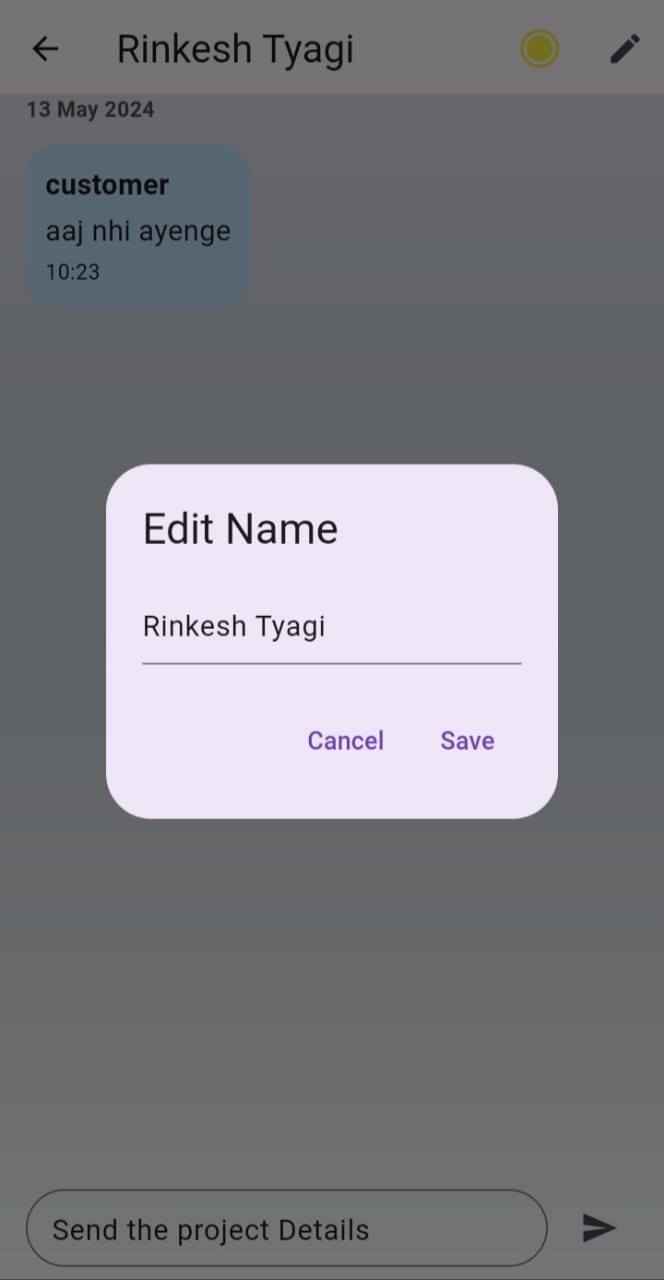 Rinkesh Tyagi
13 May 2024
customer
aaj nhi ayenge
10:23
Edit Name
Rinkesh Tyagi
Cancel Save
Send the project Details